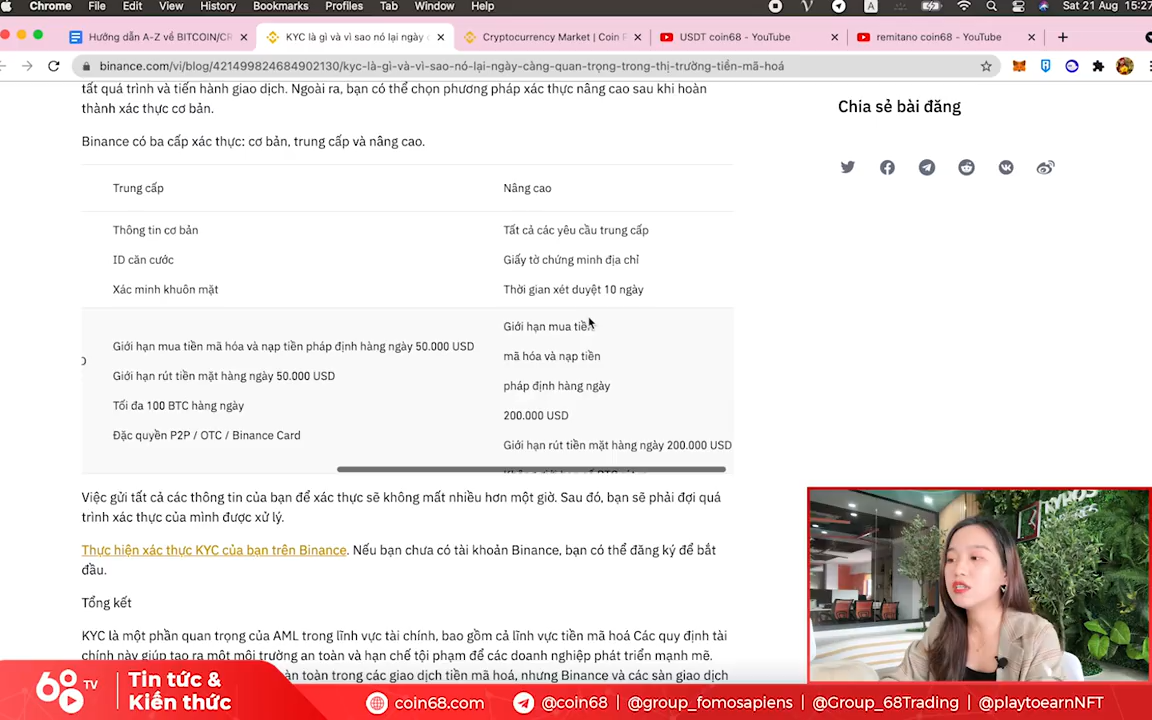 Chrome File Edit View History Bookmarks Profiles Tab Window Help
Sat 21 Aug 15:27
Hướng dẫn A-Z về BITCOIN/CR
KYC là gì và vì sao nó lại ngày c
Cryptocurrency Market | Coin P
USDT coin68 - YouTube
remitano coin68 - YouTube
binance.com/vi/blog/421499824684902130/kyc-là-gì-và-vì-sao-nó-lại-ngày-càng-quan-trọng-trong-thị-trường-tiền-mã-hoá
tất quá trình và tiến hành giao dịch. Ngoài ra, bạn có thể chọn phương pháp xác thực nâng cao sau khi hoàn
thành xác thực cơ bản.
Chia sẻ bài đăng
Binance có ba cấp xác thực: cơ bản, trung cấp và nâng cao.
Trung cấp
Nâng cao
Thông tin cơ bản
Tất cả các yêu cầu trung cấp
ID căn cước
Giấy tờ chứng minh địa chỉ
Xác minh khuôn mặt
Thời gian xét duyệt 10 ngày
Giới hạn mua tiền mã hóa và nạp tiền pháp định hàng ngày 50.000 USD
Giới hạn rút tiền mặt hàng ngày 50.000 USD
Tối đa 100 BTC hàng ngày
Đặc quyền P2P / OTC / Binance Card
Giới hạn mua tiền
mã hóa và nạp tiền
pháp định hàng ngày
200.000 USD
Giới hạn rút tiền mặt hàng ngày 200.000 USD
Việc gửi tất cả các thông tin của bạn để xác thực sẽ không mất nhiều hơn một giờ. Sau đó, bạn sẽ phải đợi quá
trình xác thực của mình được xử lý.
Thực hiện xác thực KYC của bạn trên Binance. Nếu bạn chưa có tài khoản Binance, bạn có thể đăng ký để bắt
đầu.
Tổng kết
KYC là một phần quan trọng của AML trong lĩnh vực tài chính, bao gồm cả lĩnh vực tiền mã hoá Các quy định tài
chính này giúp tạo ra một môi trường an toàn và hạn chế tội phạm để các doanh nghiệp phát triển mạnh mẽ.
toàn trong các giao dịch tiền mã hoá, nhưng Binance và các sàn giao dịch
68 TV
Tin tức &
Kiến thức
coin68.com
@coin68 | @group_fomosapiens | @Group_68Trading | @playtoearnNFT